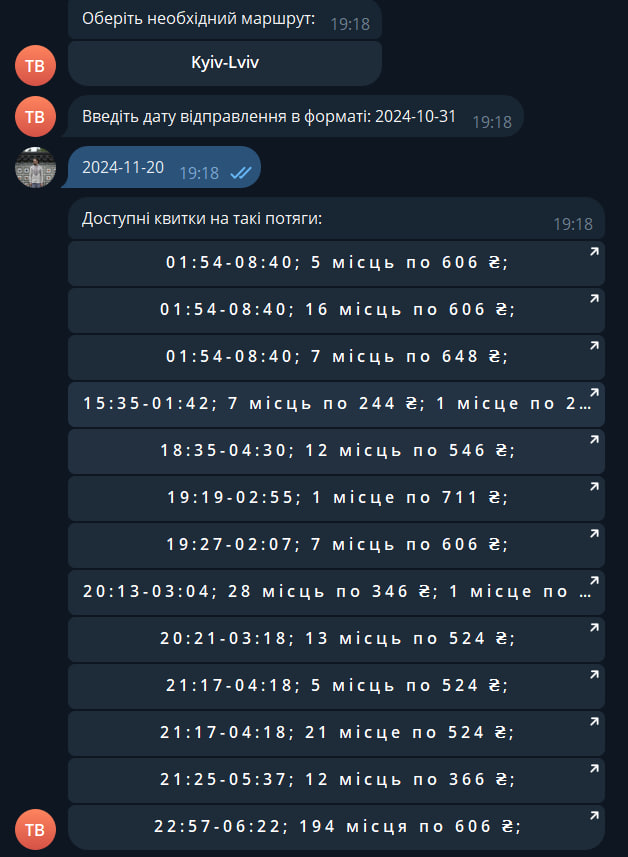 Оберіть необхідний маршрут:
19:18
ТВ
Kyiv-Lviv
ТВ
Введіть дату відправлення в форматі: 2024-10-31
19:18
2024-11-20
19:18
Доступні квитки на такі потяги:
19:18
01:54-08:40; 5 місць по 606 ₴;
01:54-08:40; 16 місць по 606 ₴;
01:54-08:40; 7 місць по 648 ₴;
15:35-01:42; 7 місць по 244 ₴; 1 місце по 2…
18:35-04:30; 12 місць по 546 ₴;
19:19-02:55; 1 місце по 711 ₴;
19:27-02:07; 7 місць по 606 ₴;
20:13-03:04; 28 місць по 346 ₴; 1 місце по …
20:21-03:18; 13 місць по 524 ₴;
21:17-04:18; 5 місць по 524 ₴;
21:17-04:18; 21 місце по 524 ₴;
21:25-05:37; 12 місць по 366 ₴;
22:57-06:22; 194 місця по 606 ₴;
ТВ